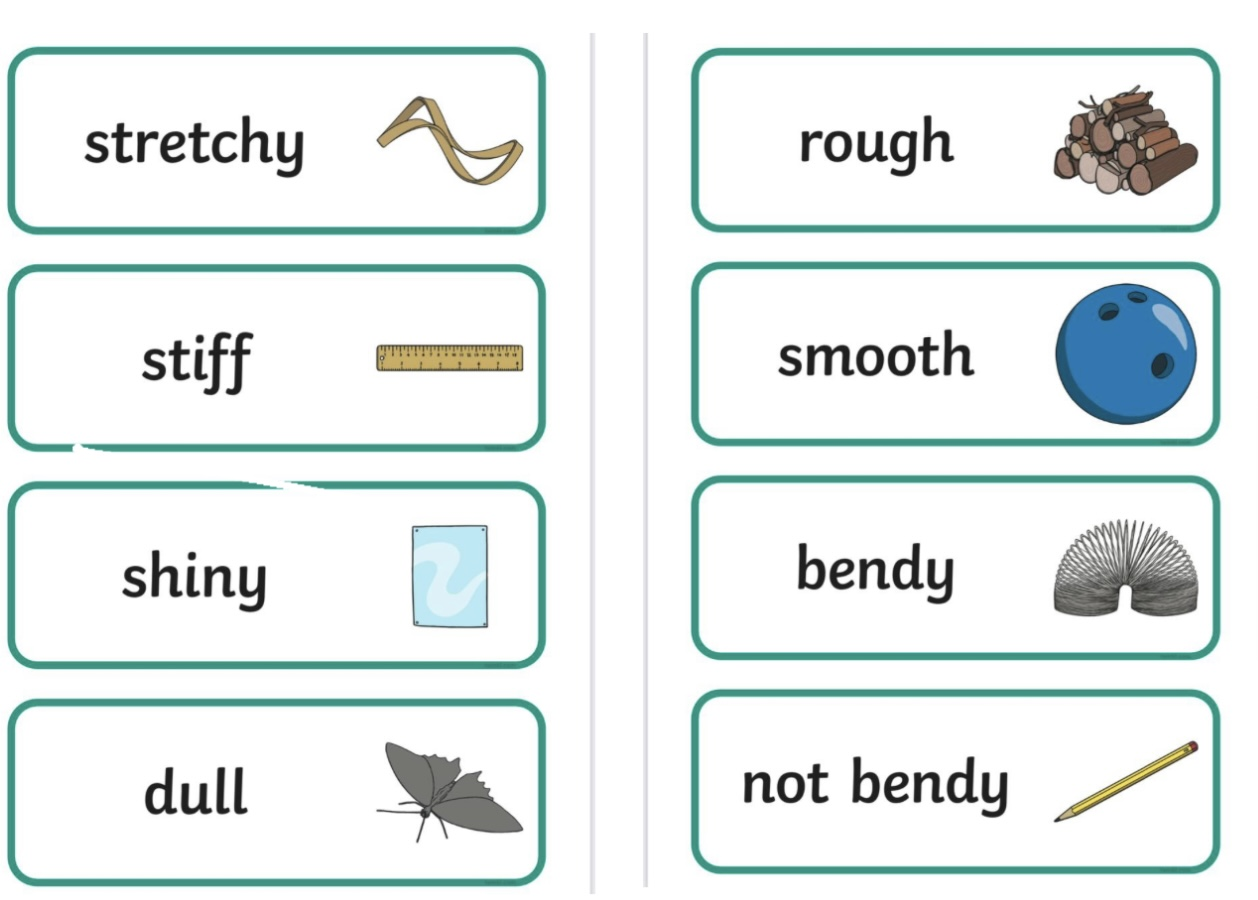 stretchy
stiff
shiny
dull
rough
smooth
bendy
not bendy